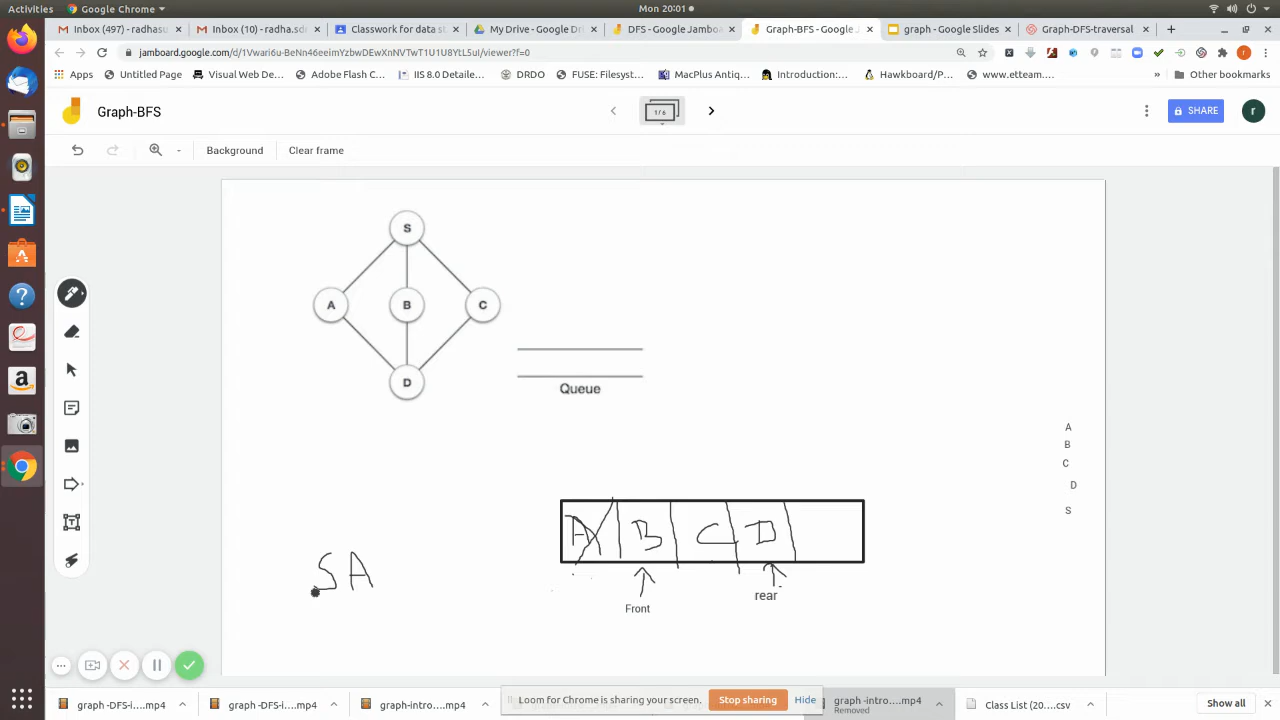 Activities
Google Chrome
Mon 20:01
Inbox (497) - radhasu
Inbox (10) - radha.sdr
Classwork for data st
My Drive - Google Dri
DFS - Google Jamboa
Graph-BFS - Google J
graph - Google Slides
Graph-DFS-traversal
jamboard.google.com/d/1Vwari6u-BeNn46eeimYzbwDEwXnNVTwT1U1U8YtL5uI/viewer?f=0
Apps
Untitled Page
Visual Web De...
Adobe Flash C...
IIS 8.0 Detaile...
DRDO
FUSE: Filesyst...
MacPlus Antiq...
Introduction:...
Hawkboard/P...
www.etteam....
»
Other bookmarks
Graph-BFS
1/6
SHARE
r
Background
Clear frame
S
A B C
D
Queue
A
B
C
D
S
A B C D
S A
Front
rear
Loom for Chrome is sharing your screen.
Stop sharing
Hide
graph -DFS-i....mp4
graph -DFS-i....mp4
graph-intro....mp4
graph -intro....mp4
Removed
Class List (20....csv
Show all